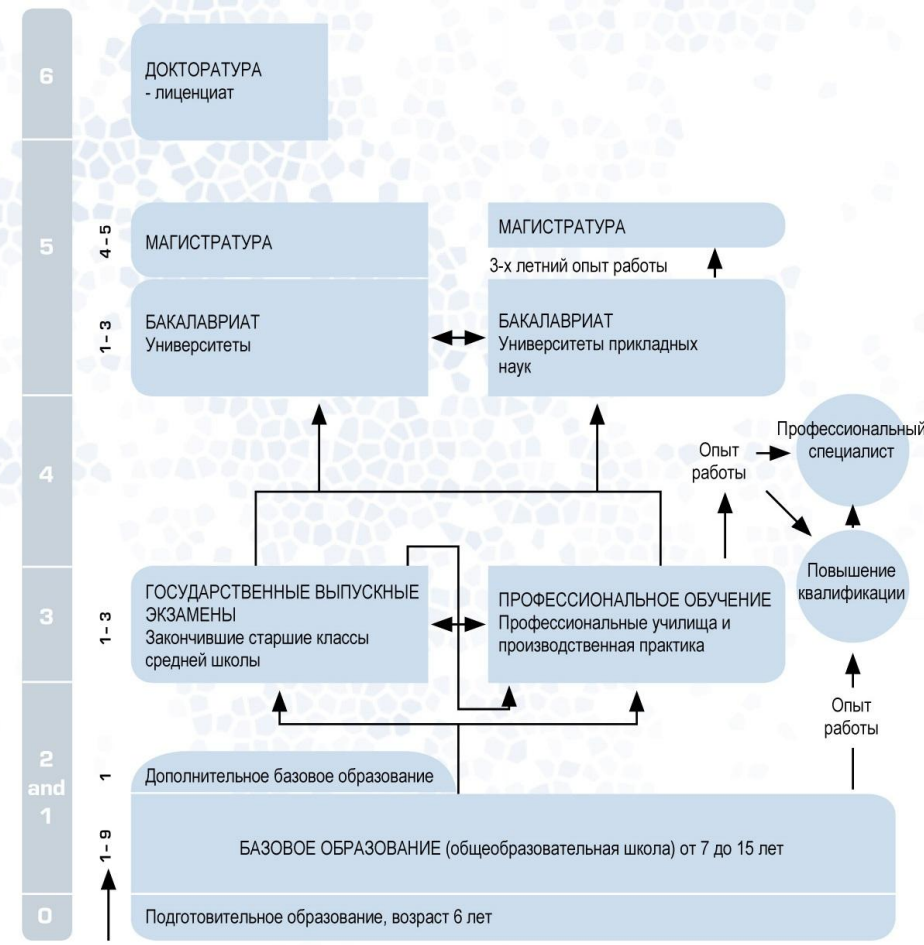 6
ДОКТОРАТУРА
- лиценциат
5
4-5
МАГИСТРАТУРА
МАГИСТРАТУРА
3-х летний опыт работы
1-3
БАКАЛАВРИАТ
Университеты
БАКАЛАВРИАТ
Университеты прикладных
наук
4
Опыт
работы
Профессиональный
специалист
3
1-3
ГОСУДАРСТВЕННЫЕ ВЫПУСКНЫЕ
ЭКЗАМЕНЫ
Закончившие старшие классы
средней школы
ПРОФЕССИОНАЛЬНОЕ ОБУЧЕНИЕ
Профессиональные училища и
производственная практика
Повышение
квалификации
Опыт
работы
2
and
1
1
Дополнительное базовое образование
1-9
БАЗОВОЕ ОБРАЗОВАНИЕ (общеобразовательная школа) от 7 до 15 лет
0
Подготовительное образование, возраст 6 лет